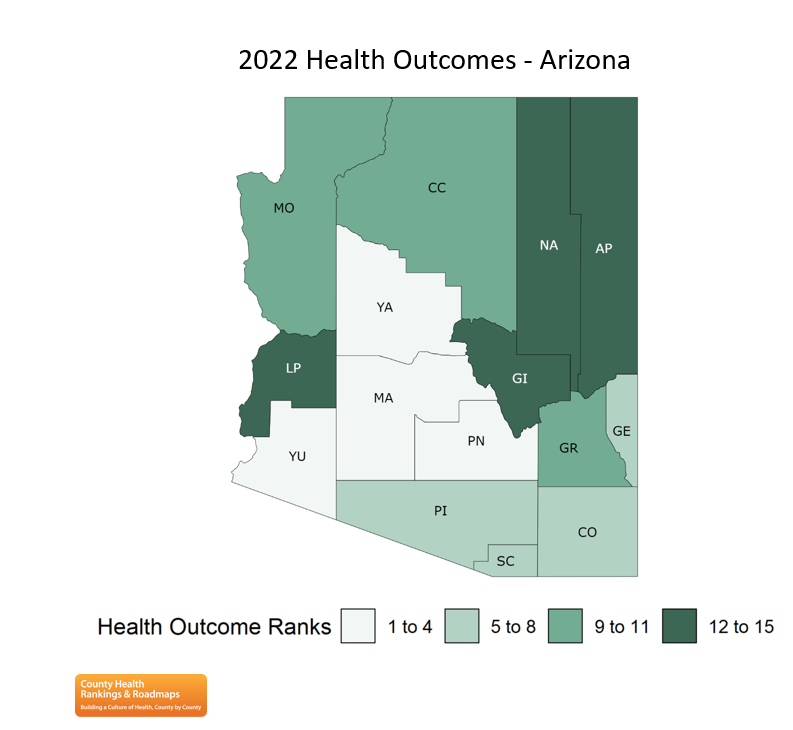 2022 Health Outcomes - Arizona
CC
MO
NA
AP
YA
LP
GI
MA
GE
PN
GR
YU
PI
CO
SC
Health Outcome Ranks
1 to 4
5 to 8
9 to 11
12 to 15
County Health
Rankings & Roadmaps
Building a Culture of Health, County by County